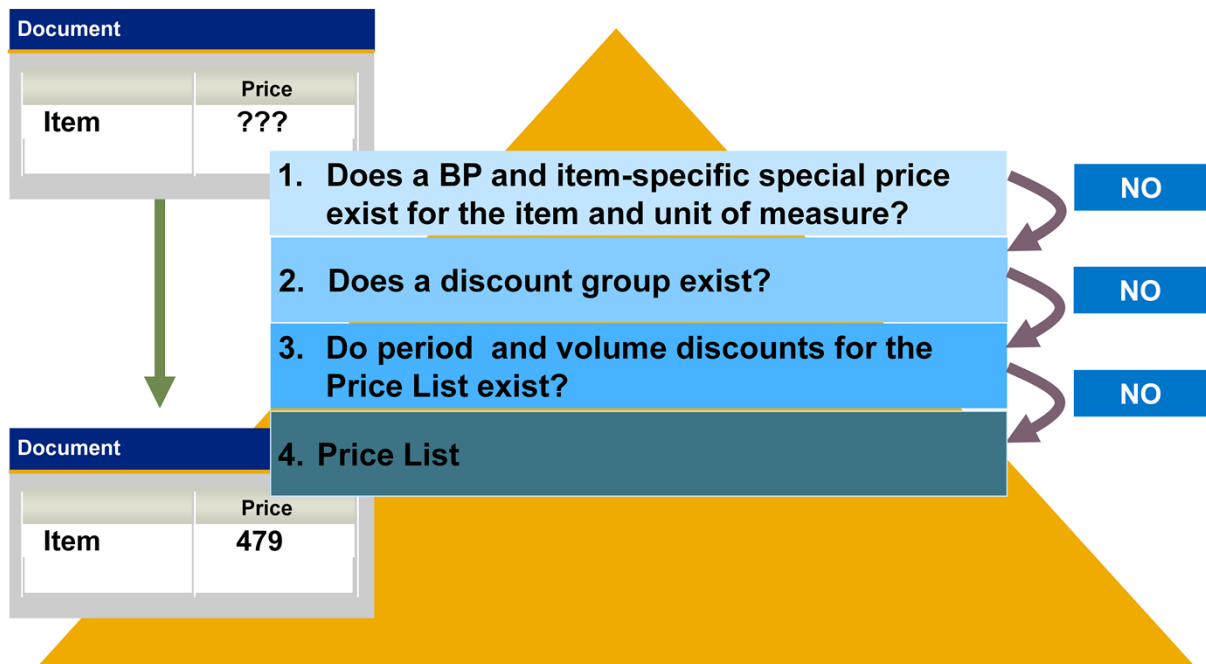 Document
Price
Item ???
1. Does a BP and item-specific special price
exist for the item and unit of measure?
NO
2. Does a discount group exist?
NO
3. Do period and volume discounts for the
Price List exist?
NO
4. Price List
Document
Price
Item 479